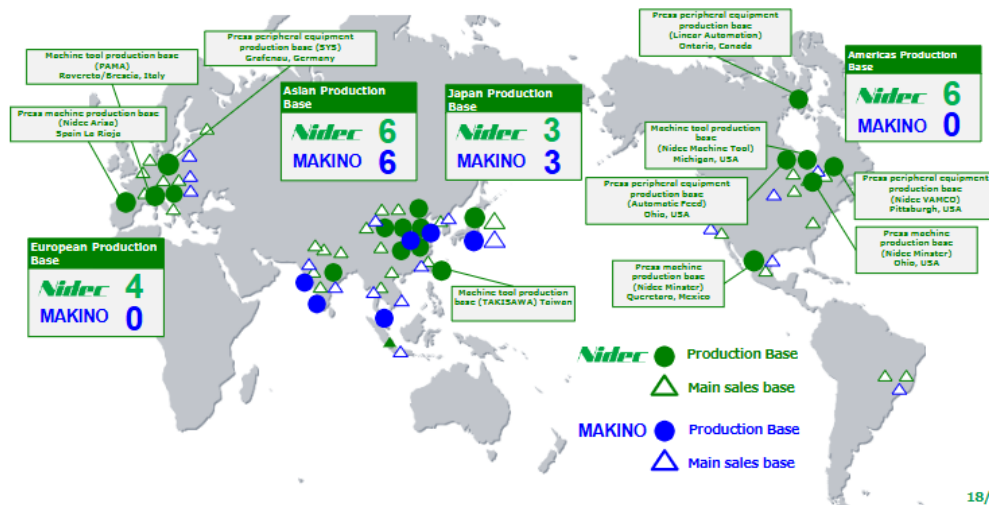 Press peripheral equipment
production base (SYS)
Grafenau, Germany
Machine tool production base
(PAMA)
Rovereto/Brescia, Italy
Press machine production base
(Nidec Arisa)
Spain La Rioja
Asian Production
Base
Nidec 6
MAKINO 6
Japan Production
Base
Nidec 3
MAKINO 3
European Production
Base
Nidec 4
MAKINO 0
Machine tool production
base (TAKISAWA) Taiwan
Press peripheral equipment
production base
(Linear Automation)
Ontario, Canada
Americas Production
Base
Nidec 6
MAKINO 0
Machine tool production
base
(Nidec Machine Tool)
Michigan, USA
Press peripheral equipment
production base
(Automatic Feed)
Ohio, USA
Press peripheral equipment
production base
(Nidec VAMCO)
Pittsburgh, USA
Press machine
production base
(Nidec Minster)
Ohio, USA
Press machine
production base
(Nidec Minster)
Queretaro, Mexico
Nidec Production Base
Main sales base
MAKINO Production Base
Main sales base
18/